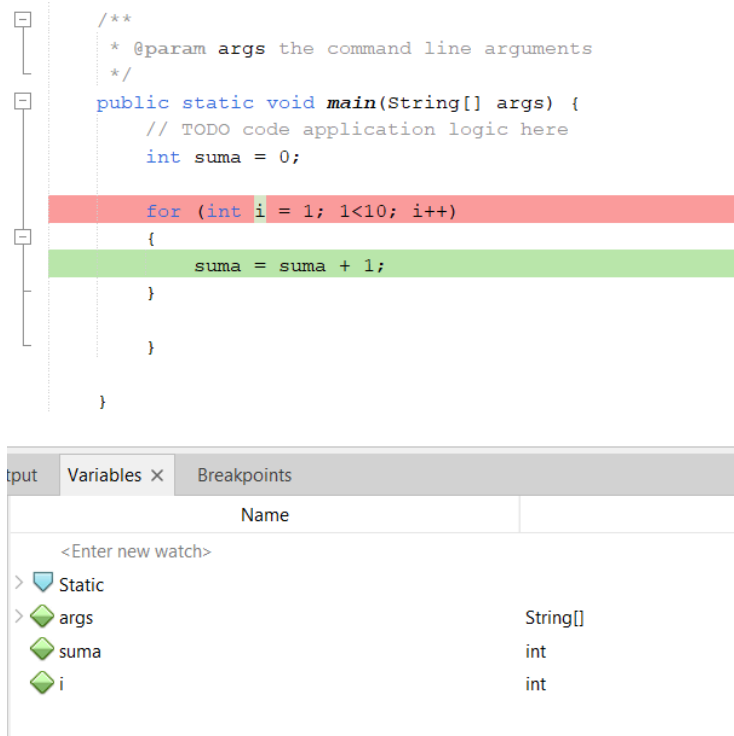 /**
* @param args the command line arguments
*/
public static void main(String[] args) {
// TODO code application logic here
int suma = 0;
for (int i = 1; 1<10; i++)
{
suma = suma + 1;
}
}
}
tput Variables × Breakpoints
Name
<Enter new watch>
Static
args String[]
suma int
i int